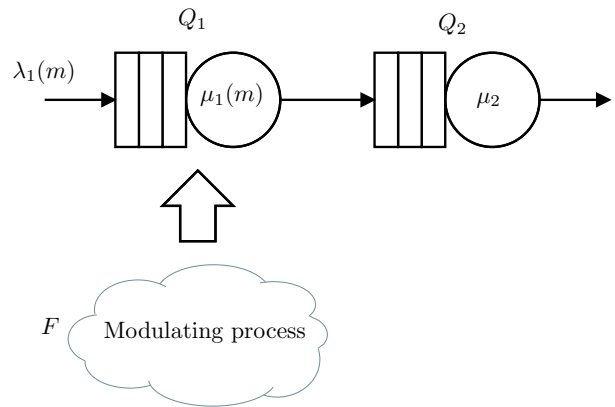 Q₁
Q₂
λ₁(m)
μ₁(m)
μ₂
F
Modulating process